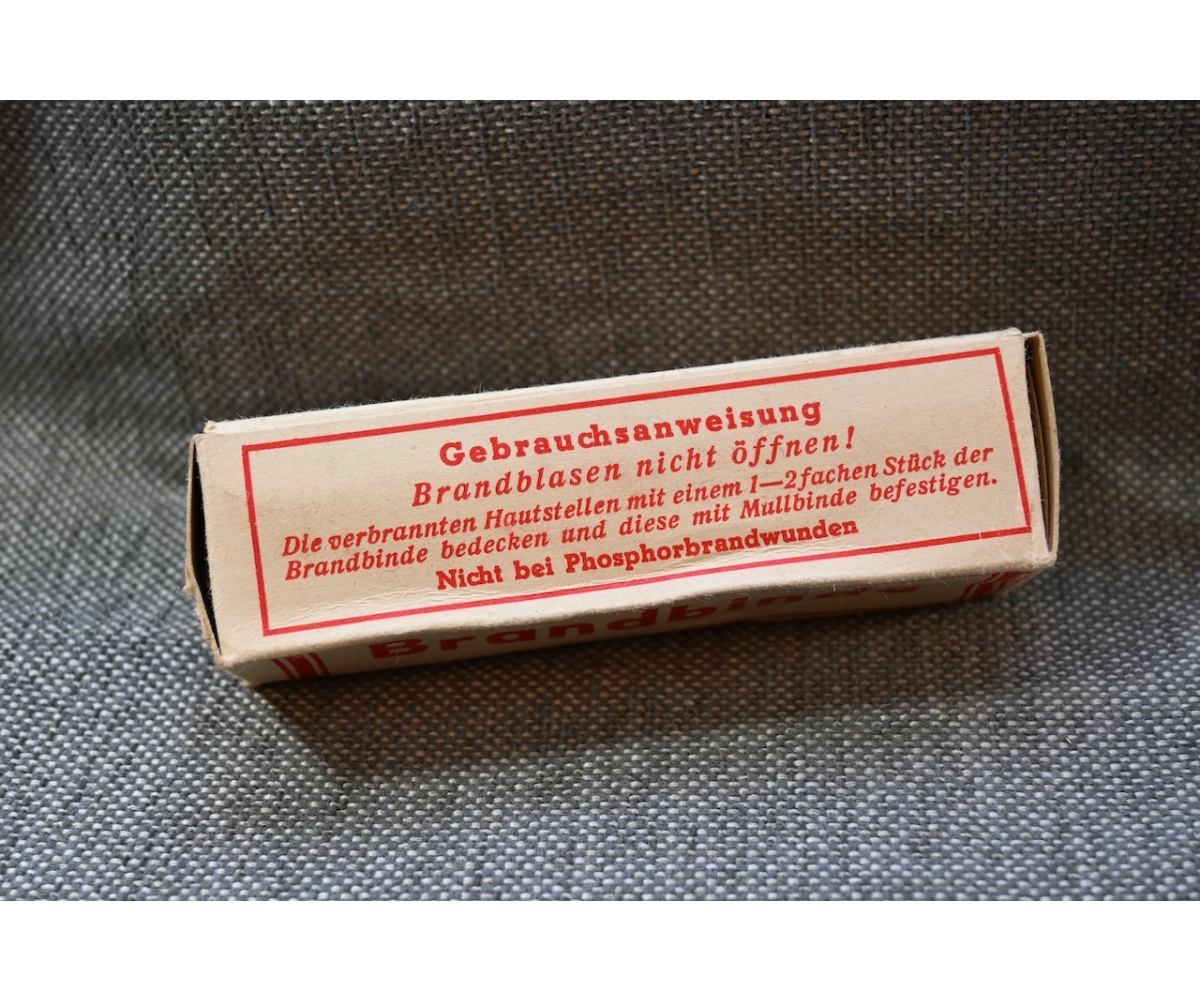 Gebrauchsanweisung
Brandblasen nicht öffnen!
Die verbrannten Hautstellen mit einem 1—2fachen Stück der
Brandbinde bedecken und diese mit Mullbinde befestigen.
Nicht bei Phosphorbrandwunden
Brandbinde